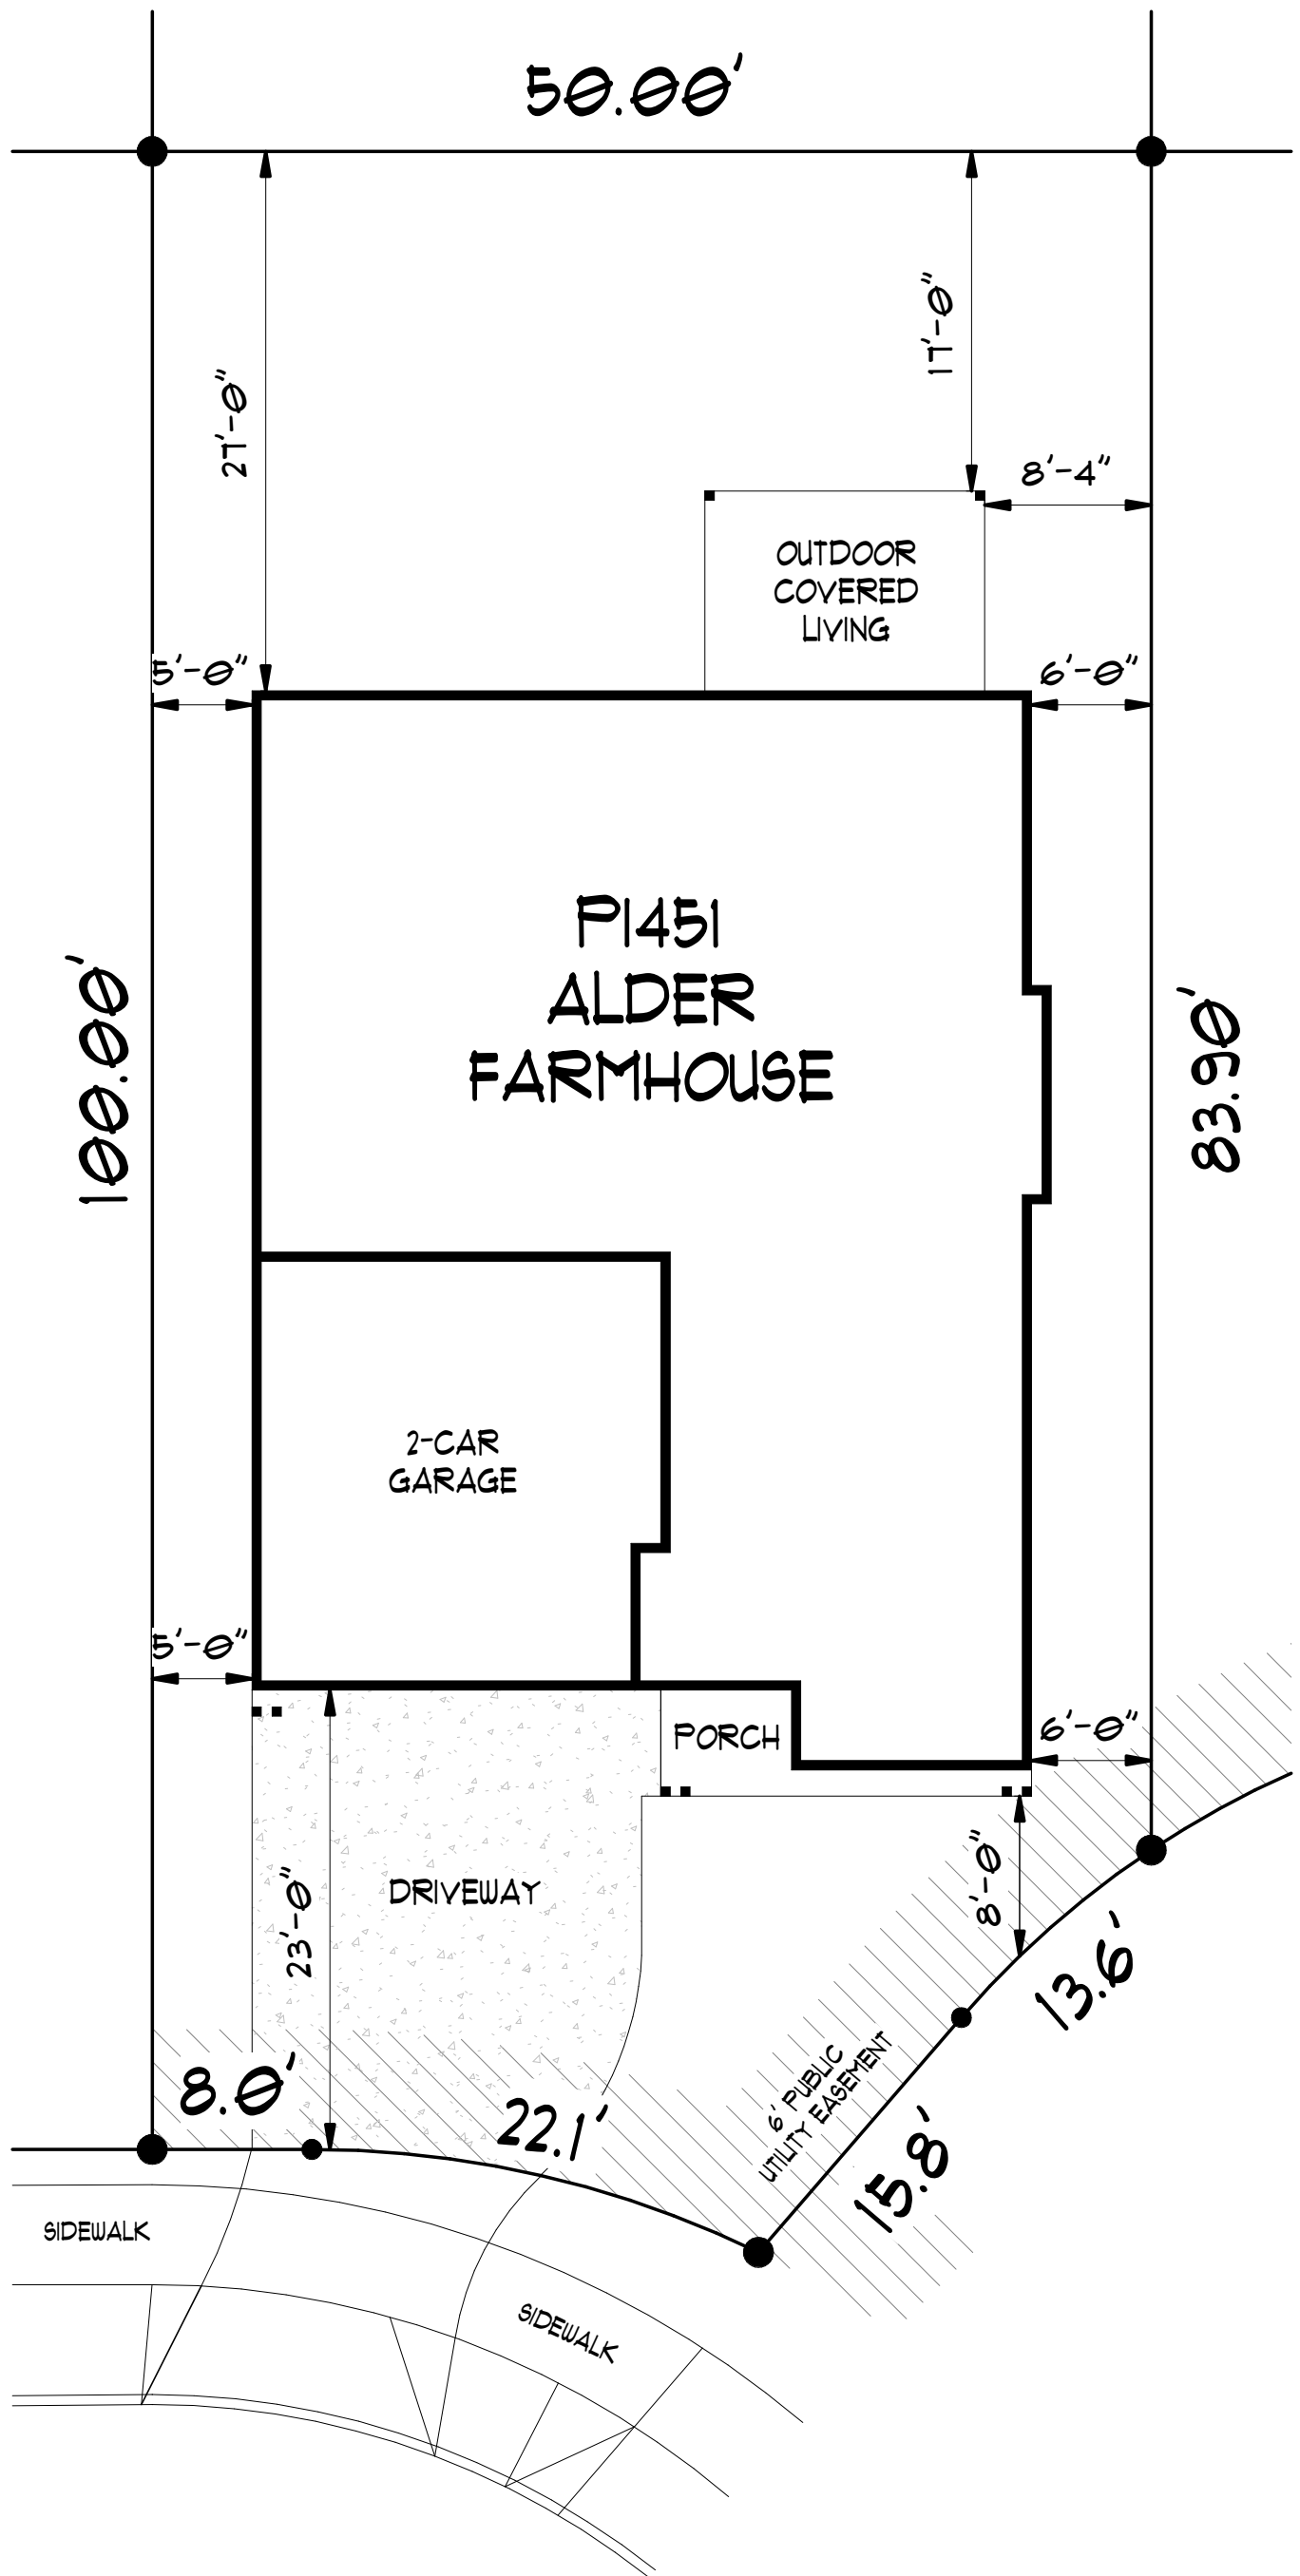 50.00'
17'-0"
27'-0"
8'-4"
OUTDOOR
COVERED
LIVING
5'-0"
6'-0"
P1451
ALDER
FARMHOUSE
100.00'
83.90'
2-CAR
GARAGE
5'-0"
6'-0"
PORCH
DRIVEWAY
23'-0"
8'-0"
13.6'
8.0'
22.1'
6' PUBLIC
UTILITY EASEMENT
15.8'
SIDEWALK
SIDEWALK